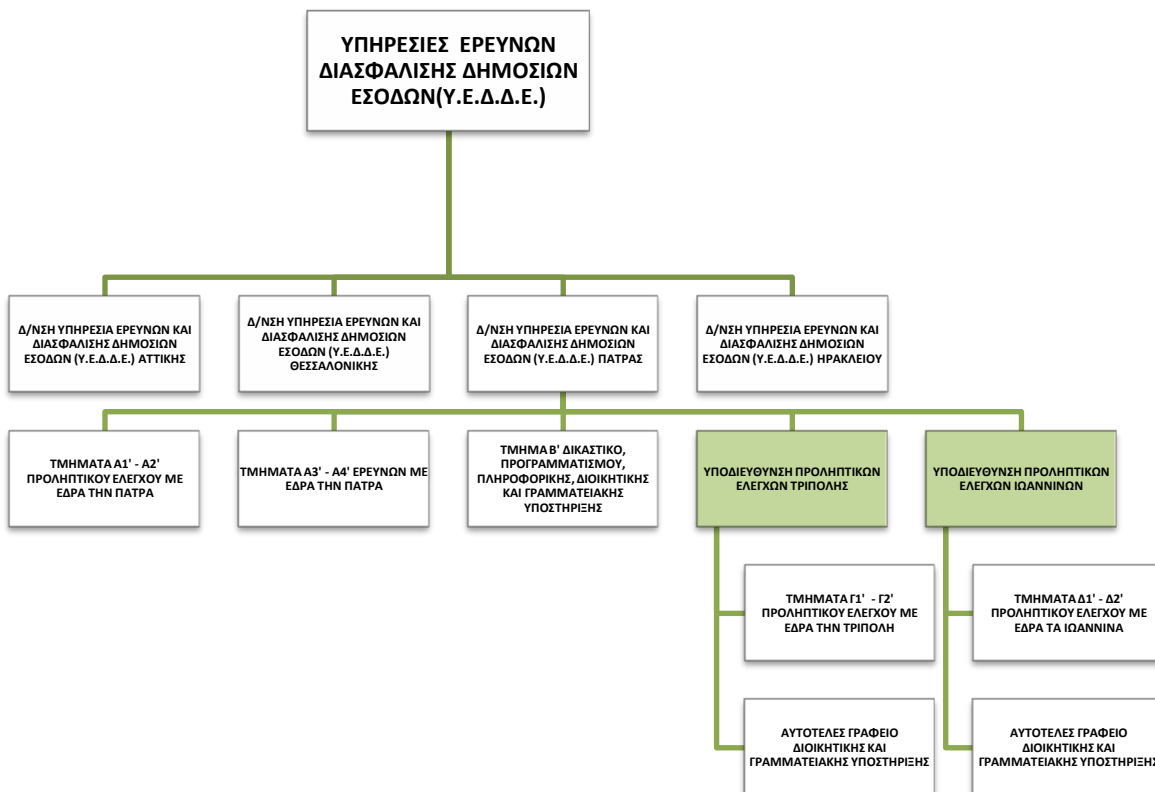 ΥΠΗΡΕΣΙΕΣ ΕΡΕΥΝΩΝ
ΔΙΑΣΦΑΛΙΣΗΣ ΔΗΜΟΣΙΩΝ
ΕΣΟΔΩΝ(Υ.Ε.Δ.Δ.Ε.)
Δ/ΝΣΗ ΥΠΗΡΕΣΙΑ ΕΡΕΥΝΩΝ ΚΑΙ
ΔΙΑΣΦΑΛΙΣΗΣ ΔΗΜΟΣΙΩΝ
ΕΣΟΔΩΝ (Υ.Ε.Δ.Δ.Ε.) ΑΤΤΙΚΗΣ
Δ/ΝΣΗ ΥΠΗΡΕΣΙΑ ΕΡΕΥΝΩΝ ΚΑΙ
ΔΙΑΣΦΑΛΙΣΗΣ ΔΗΜΟΣΙΩΝ
ΕΣΟΔΩΝ (Υ.Ε.Δ.Δ.Ε.)
ΘΕΣΣΑΛΟΝΙΚΗΣ
Δ/ΝΣΗ ΥΠΗΡΕΣΙΑ ΕΡΕΥΝΩΝ ΚΑΙ
ΔΙΑΣΦΑΛΙΣΗΣ ΔΗΜΟΣΙΩΝ
ΕΣΟΔΩΝ (Υ.Ε.Δ.Δ.Ε.) ΠΑΤΡΑΣ
Δ/ΝΣΗ ΥΠΗΡΕΣΙΑ ΕΡΕΥΝΩΝ ΚΑΙ
ΔΙΑΣΦΑΛΙΣΗΣ ΔΗΜΟΣΙΩΝ
ΕΣΟΔΩΝ (Υ.Ε.Δ.Δ.Ε.) ΗΡΑΚΛΕΙΟΥ
ΤΜΗΜΑΤΑ Α1' - Α2'
ΠΡΟΛΗΠΤΙΚΟΥ ΕΛΕΓΧΟΥ ΜΕ
ΕΔΡΑ ΤΗΝ ΠΑΤΡΑ
ΤΜΗΜΑΤΑ Α3' - Α4' ΕΡΕΥΝΩΝ ΜΕ
ΕΔΡΑ ΤΗΝ ΠΑΤΡΑ
ΤΜΗΜΑ Β' ΔΙΚΑΣΤΙΚΟ,
ΠΡΟΓΡΑΜΜΑΤΙΣΜΟΥ,
ΠΛΗΡΟΦΟΡΙΚΗΣ, ΔΙΟΙΚΗΤΙΚΗΣ
ΚΑΙ ΓΡΑΜΜΑΤΕΙΑΚΗΣ
ΥΠΟΣΤΗΡΙΞΗΣ
ΥΠΟΔΙΕΥΘΥΝΣΗ ΠΡΟΛΗΠΤΙΚΩΝ
ΕΛΕΓΧΩΝ ΤΡΙΠΟΛΗΣ
ΥΠΟΔΙΕΥΘΥΝΣΗ ΠΡΟΛΗΠΤΙΚΩΝ
ΕΛΕΓΧΩΝ ΙΩΑΝΝΙΝΩΝ
ΤΜΗΜΑΤΑ Γ1' - Γ2'
ΠΡΟΛΗΠΤΙΚΟΥ ΕΛΕΓΧΟΥ ΜΕ
ΕΔΡΑ ΤΗΝ ΤΡΙΠΟΛΗ
ΤΜΗΜΑΤΑ Δ1' - Δ2'
ΠΡΟΛΗΠΤΙΚΟΥ ΕΛΕΓΧΟΥ ΜΕ
ΕΔΡΑ ΤΑ ΙΩΑΝΝΙΝΑ
ΑΥΤΟΤΕΛΕΣ ΓΡΑΦΕΙΟ
ΔΙΟΙΚΗΤΙΚΗΣ ΚΑΙ
ΓΡΑΜΜΑΤΕΙΑΚΗΣ ΥΠΟΣΤΗΡΙΞΗΣ
ΑΥΤΟΤΕΛΕΣ ΓΡΑΦΕΙΟ
ΔΙΟΙΚΗΤΙΚΗΣ ΚΑΙ
ΓΡΑΜΜΑΤΕΙΑΚΗΣ ΥΠΟΣΤΗΡΙΞΗΣ